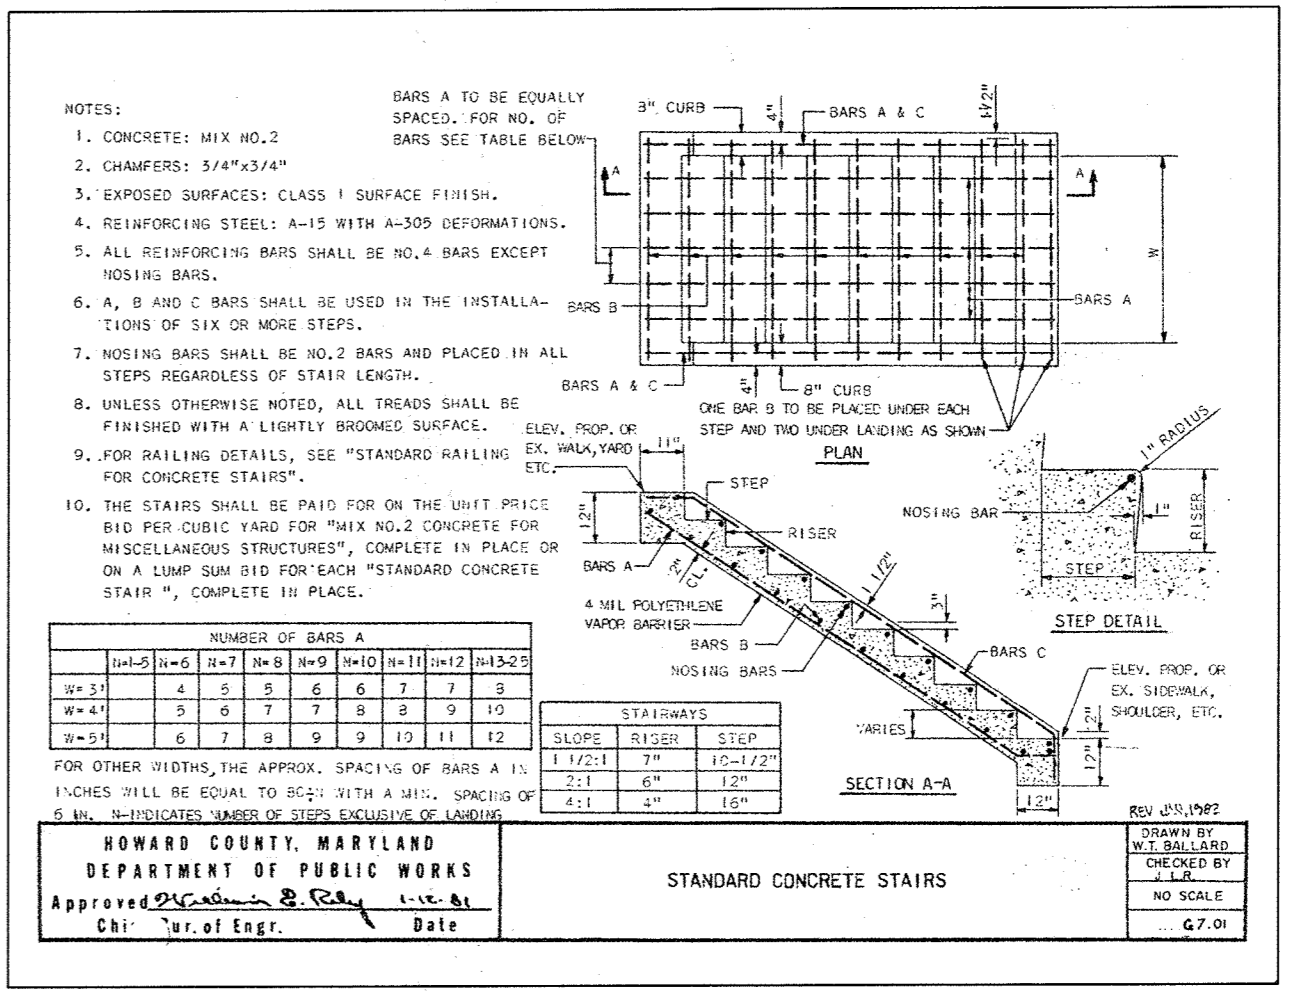 NOTES:
1. CONCRETE: MIX NO.2
2. CHAMFERS: 3/4"x3/4"
3. EXPOSED SURFACES: CLASS 1 SURFACE FINISH.
4. REINFORCING STEEL: A-15 WITH A-305 DEFORMATIONS.
5. ALL REINFORCING BARS SHALL BE NO.4 BARS EXCEPT
NOSING BARS.
6. A, B AND C BARS SHALL BE USED IN THE INSTALLA-
TIONS OF SIX OR MORE STEPS.
7. NOSING BARS SHALL BE NO.2 BARS AND PLACED IN ALL
STEPS REGARDLESS OF STAIR LENGTH.
8. UNLESS OTHERWISE NOTED, ALL TREADS SHALL BE
FINISHED WITH A LIGHTLY BROOMED SURFACE.
9. FOR RAILING DETAILS, SEE "STANDARD RAILING
FOR CONCRETE STAIRS".
10. THE STAIRS SHALL BE PAID FOR ON THE UNIT PRICE
BID PER CUBIC YARD FOR "MIX NO.2 CONCRETE FOR
MISCELLANEOUS STRUCTURES", COMPLETE IN PLACE OR
ON A LUMP SUM BID FOR EACH "STANDARD CONCRETE
STAIR ", COMPLETE IN PLACE.
BARS A TO BE EQUALLY
SPACED. FOR NO. OF
BARS SEE TABLE BELOW
8" CURB
4"
BARS A & C
1 1/2"
A
A
W
BARS B
BARS A
BARS A & C
4"
8" CURB
ONE BAR B TO BE PLACED UNDER EACH
STEP AND TWO UNDER LANDING AS SHOWN
PLAN
ELEV. PROP. OR
EX. WALK, YARD
ETC.
11"
STEP
12"
RISER
BARS A
2"
CL.
4 MIL POLYETHLENE
VAPOR BARRIER
1 1/2"
3"
BARS B
NOSING BARS
BARS C
VARIES
ELEV. PROP. OR
EX. SIDEWALK,
SHOULDER, ETC.
2"
12"
12"
SECTION A-A
1" RADIUS
NOSING BAR
1"
RISER
STEP
STEP DETAIL
NUMBER OF BARS A
N=1-5 N=6 N=7 N=8 N=9 N=10 N=11 N=12 N=13-25
W=3' 4 5 5 6 6 7 7 8
W=4' 5 6 7 7 8 8 9 10
W=5' 6 7 8 9 9 10 11 12
FOR OTHER WIDTHS, THE APPROX. SPACING OF BARS A IN
INCHES WILL BE EQUAL TO WITH A MIN. SPACING OF
6 IN. N-INDICATES NUMBER OF STEPS EXCLUSIVE OF LANDING
STAIRWAYS
SLOPE RISER STEP
1 1/2:1 7" 10-1/2"
2:1 6" 12"
4:1 4" 16"
REV JAN, 1982
HOWARD COUNTY, MARYLAND
DEPARTMENT OF PUBLIC WORKS
Approved 1-12-81
Bur. of Engr. Date
STANDARD CONCRETE STAIRS
DRAWN BY
W.T. BALLARD
CHECKED BY
J.L.R.
NO SCALE
G 7.01